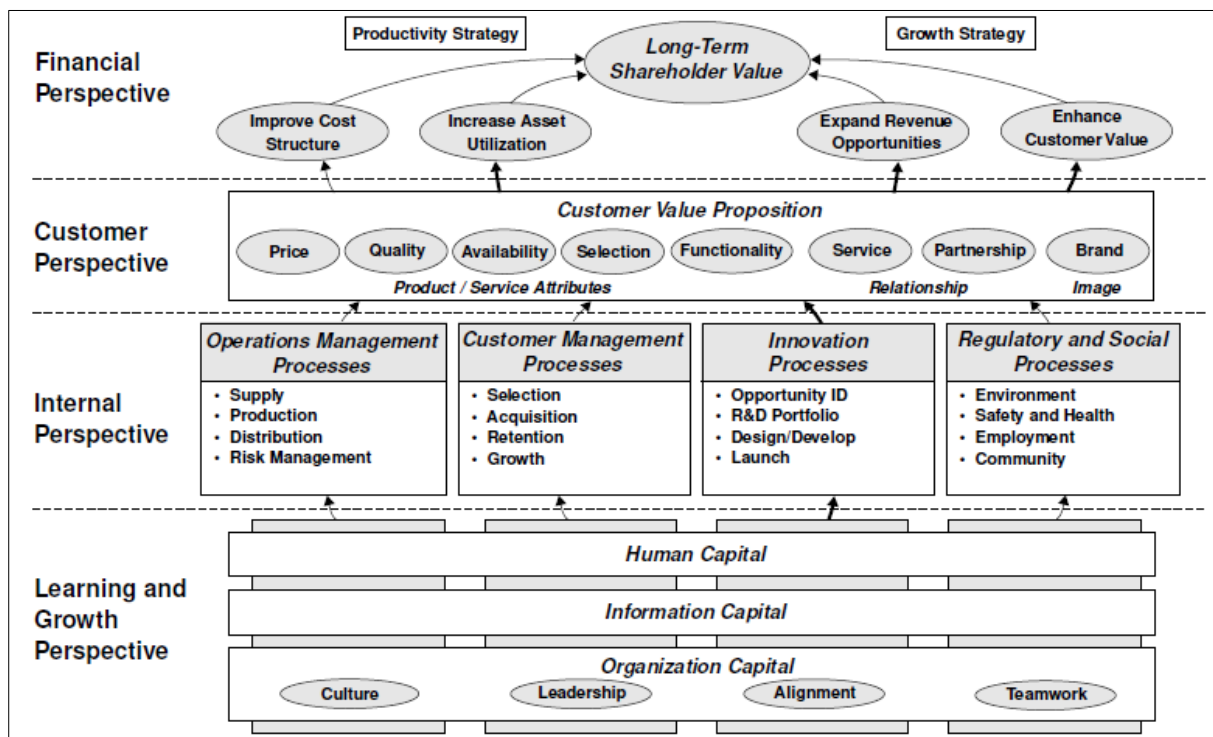 Financial
Perspective
Productivity Strategy
Long-Term
Shareholder Value
Growth Strategy
Improve Cost
Structure
Increase Asset
Utilization
Expand Revenue
Opportunities
Enhance
Customer Value
Customer
Perspective
Customer Value Proposition
Price
Quality
Availability
Selection
Functionality
Service
Partnership
Brand
Product / Service Attributes
Relationship
Image
Internal
Perspective
Operations Management
Processes
• Supply
• Production
• Distribution
• Risk Management
Customer Management
Processes
• Selection
• Acquisition
• Retention
• Growth
Innovation
Processes
• Opportunity ID
• R&D Portfolio
• Design/Develop
• Launch
Regulatory and Social
Processes
• Environment
• Safety and Health
• Employment
• Community
Learning and
Growth
Perspective
Human Capital
Information Capital
Organization Capital
Culture
Leadership
Alignment
Teamwork